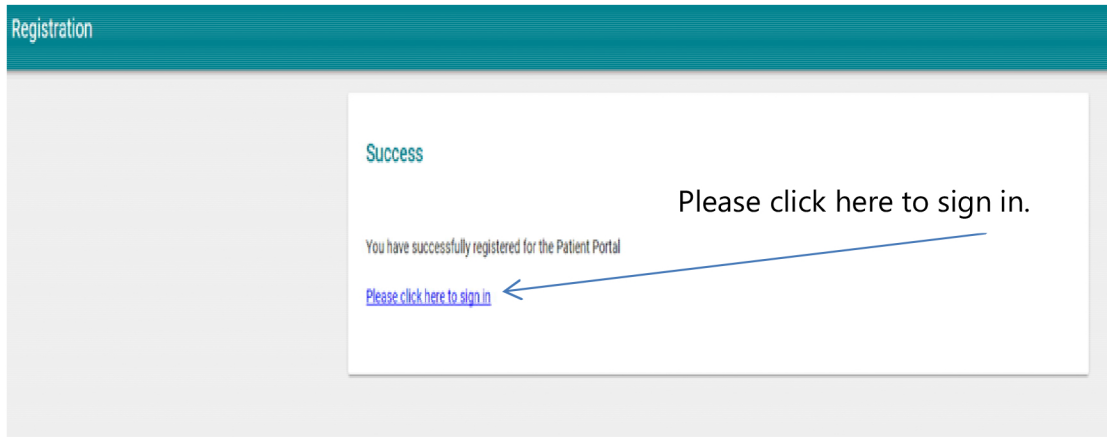 Registration
Success
Please click here to sign in.
You have successfully registered for the Patient Portal
Please click here to sign in